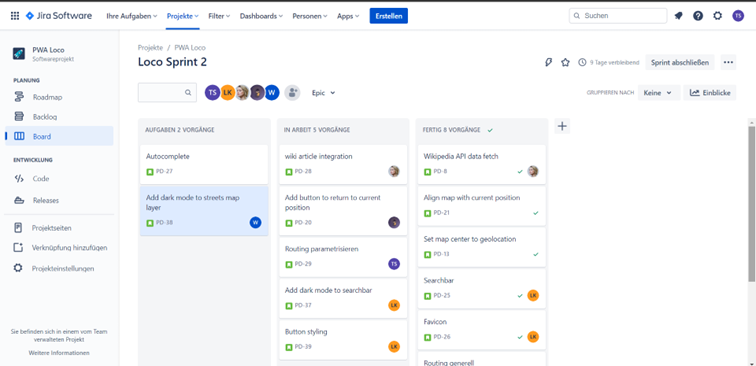 Jira Software Ihre Aufgaben Projekte Filter Dashboards Personen Apps Erstellen Suchen TS
PWA Loco
Softwareprojekt
PLANUNG
Roadmap
Backlog
Board
ENTWICKLUNG
Code
Releases
Projektseiten
Verknüpfung hinzufügen
Projekteinstellungen
Sie befinden sich in einem vom Team
verwalteten Projekt
Weitere Informationen
Projekte / PWA Loco
Loco Sprint 2
9 Tage verbleibend Sprint abschließen
TS LK W Epic
GRUPPIEREN NACH Keine Einblicke
AUFGABEN 2 VORGÄNGE
Autocomplete
PD-27
Add dark mode to streets map
layer
PD-38 W
IN ARBEIT 5 VORGÄNGE
wiki article integration
PD-28
Add button to return to current
position
PD-20
Routing parametrisieren
PD-29 TS
Add dark mode to searchbar
PD-37 LK
Button styling
PD-39 LK
FERTIG 8 VORGÄNGE
Wikipedia API data fetch
PD-8
Align map with current position
PD-21
Set map center to geolocation
PD-13
Searchbar
PD-25 LK
Favicon
PD-26 LK
Routing generell